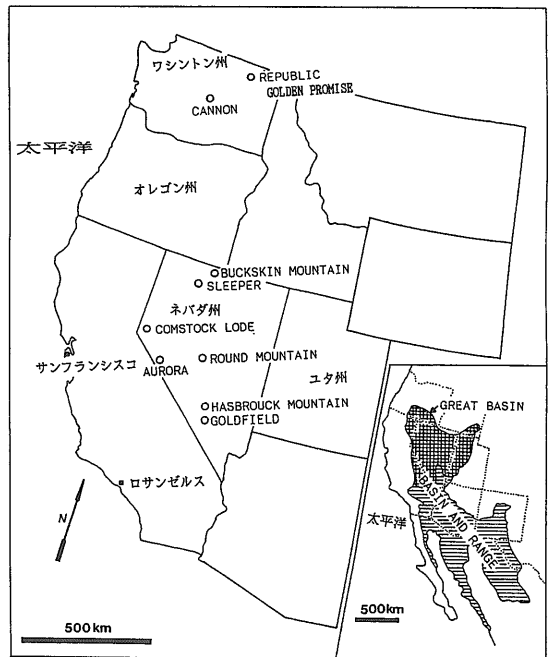 ワシントン州
REPUBLIC
GOLDEN PROMISE
CANNON
太平洋
オレゴン州
BUCKSKIN MOUNTAIN
SLEEPER
ネバダ州
COMSTOCK LODE
サンフランシスコ
AURORA
ROUND MOUNTAIN
ユタ州
HASBROUCK MOUNTAIN
GOLDFIELD
ロサンゼルス
N
500km
GREAT BASIN
BASIN AND RANGE
太平洋
500km